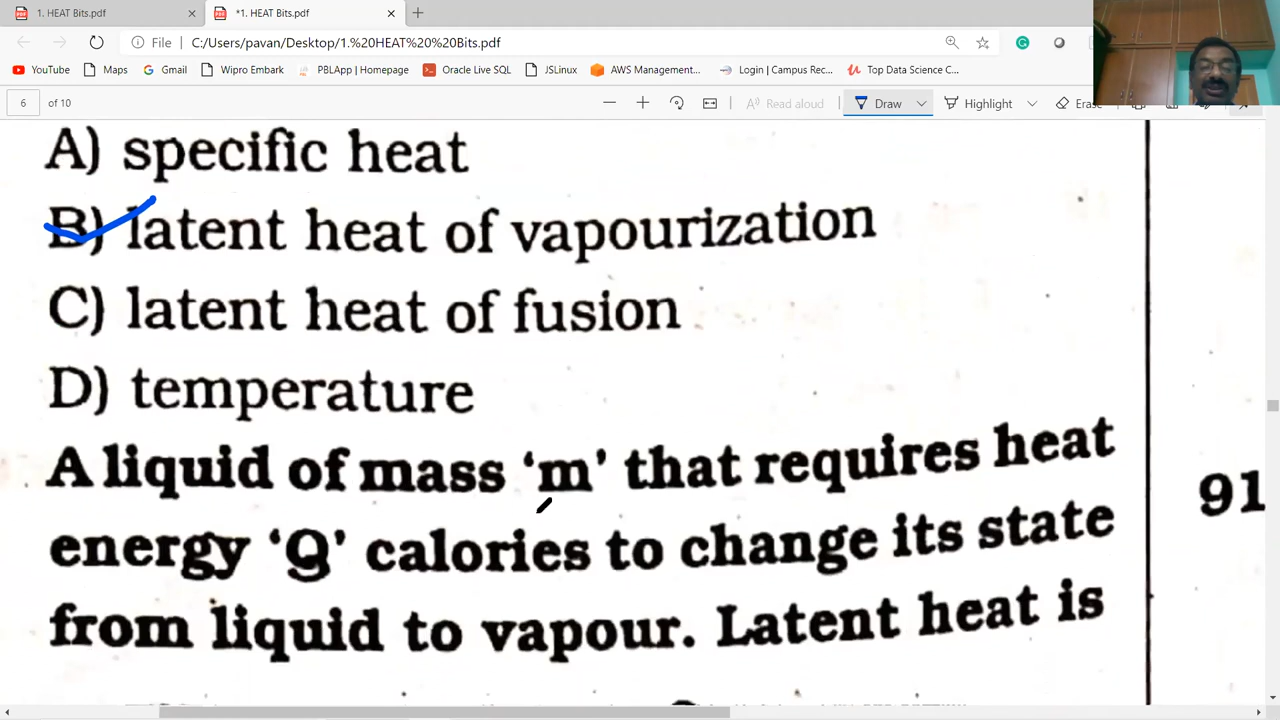 1. HEAT Bits.pdf
*1. HEAT Bits.pdf
File C:/Users/pavan/Desktop/1.%20HEAT%20%20Bits.pdf
YouTube Maps Gmail Wipro Embark PBLApp | Homepage Oracle Live SQL JSLinux AWS Management... Login | Campus Rec... Top Data Science C...
6 of 10 Read aloud Draw Highlight Erase
A) specific heat
B) latent heat of vapourization
C) latent heat of fusion
D) temperature
A liquid of mass ‘m’ that requires heat
energy ‘Q’ calories to change its state
from liquid to vapour. Latent heat is
91